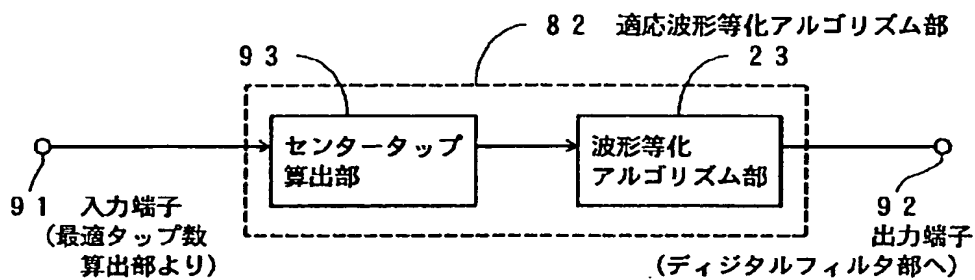 ８２ 適応波形等化アルゴリズム部
９３
２３
センタータップ
算出部
波形等化
アルゴリズム部
９１ 入力端子
(最適タップ数
算出部より)
９２
出力端子
(ディジタルフィルタ部へ)